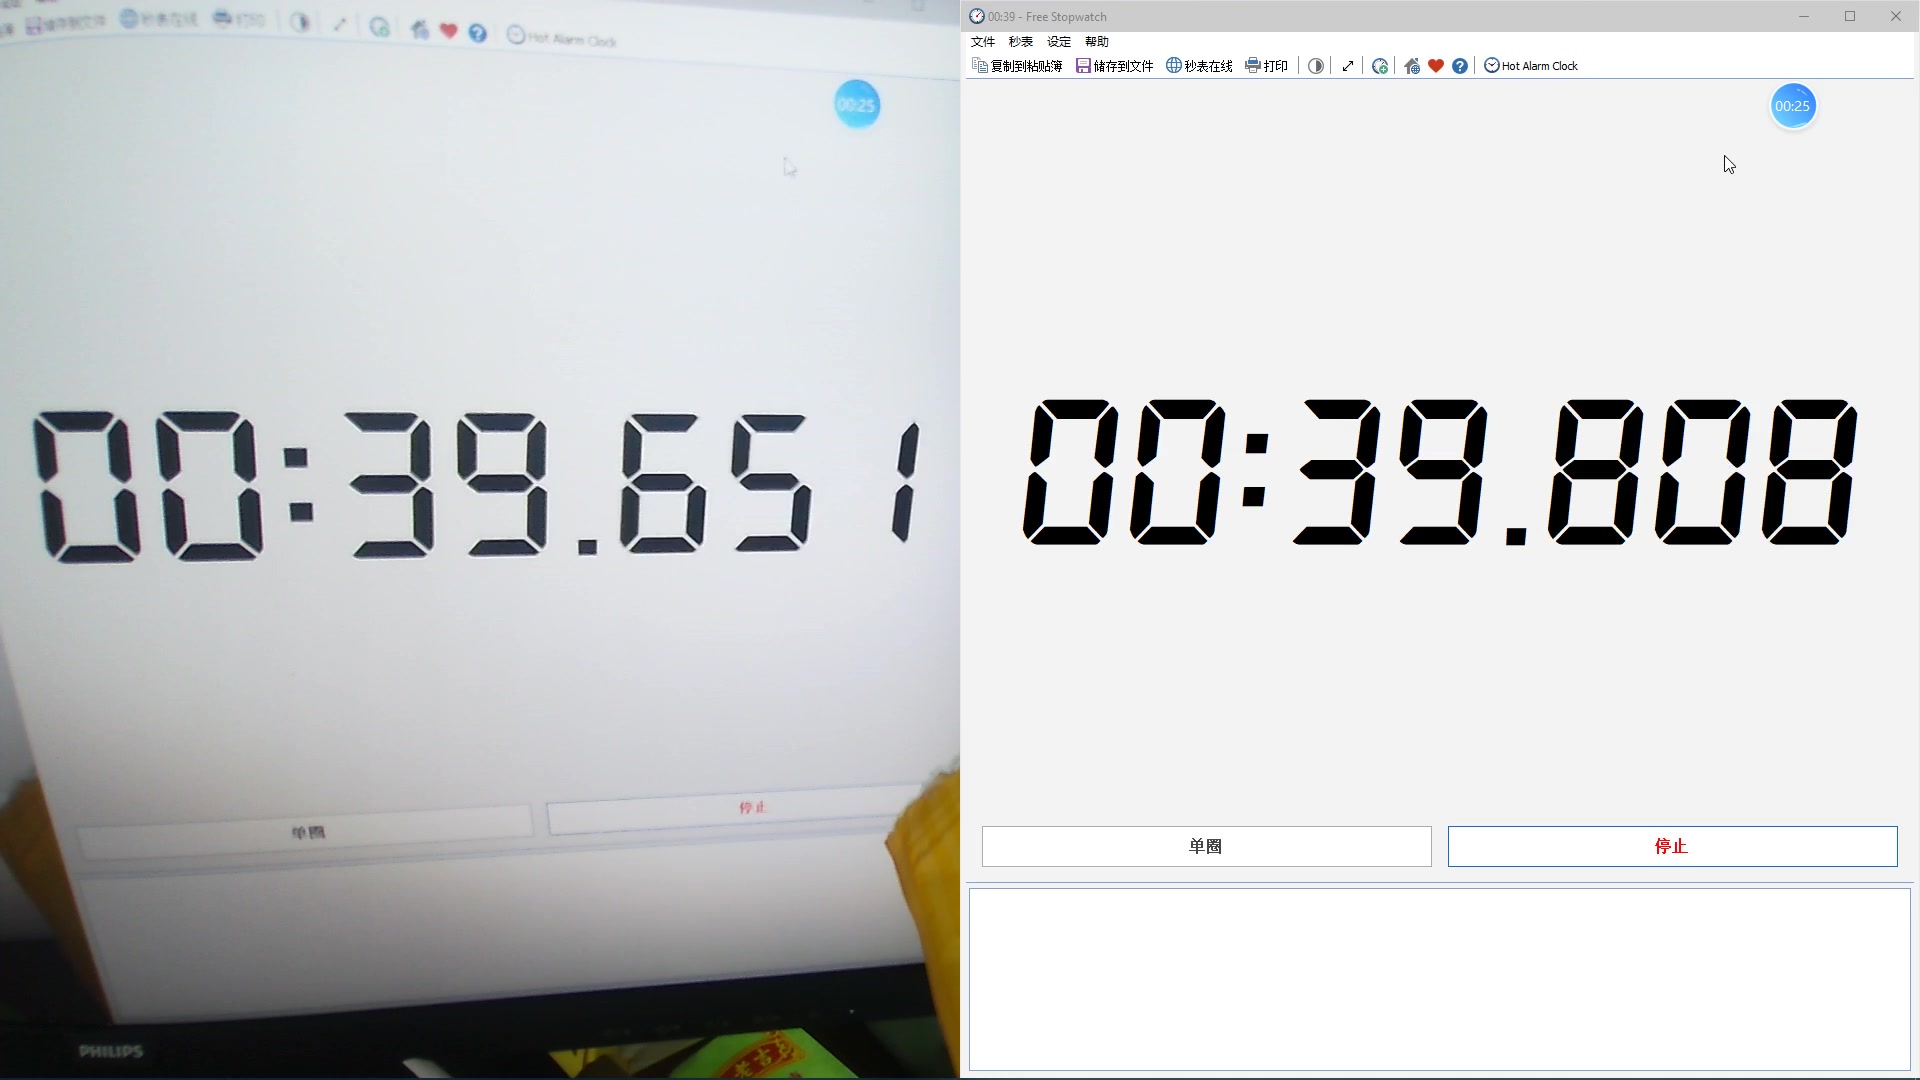 储存到文件 秒表在线 打印 Hot Alarm Clock
00:25
00:39.651
单圈 停止
PHILIPS
老古
00:39 - Free Stopwatch
文件 秒表 设定 帮助
复制到粘贴簿 储存到文件 秒表在线 打印 Hot Alarm Clock
00:25
00:39.808
单圈 停止